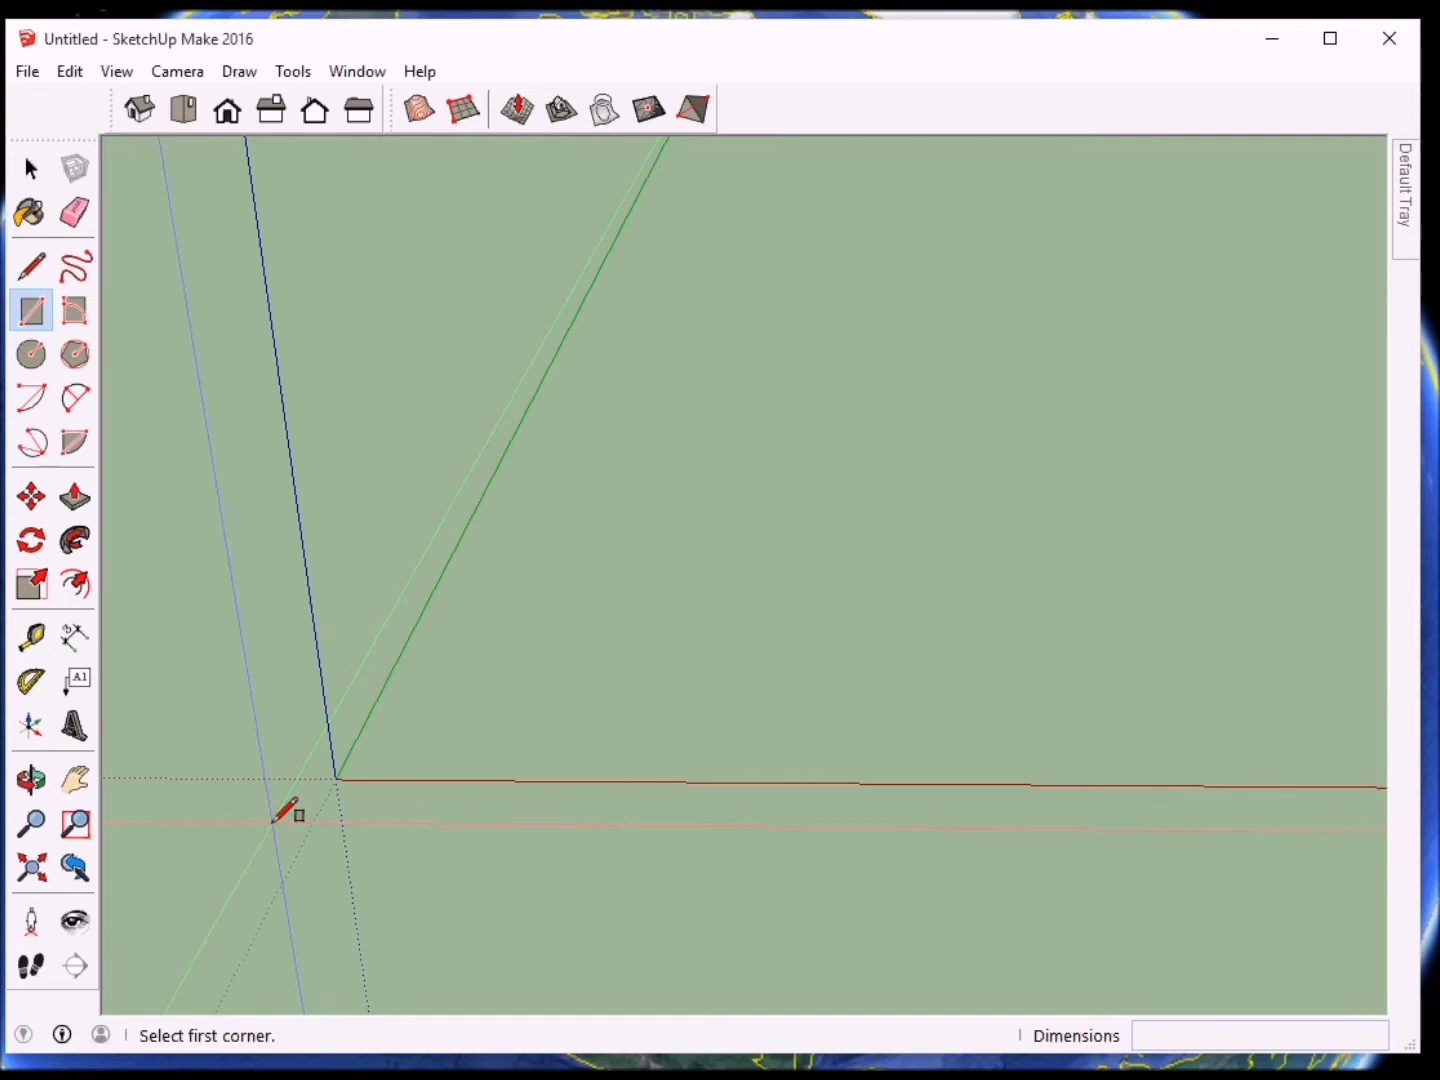 Untitled - SketchUp Make 2016
File Edit View Camera Draw Tools Window Help
Default Tray
A1
Select first corner.
Dimensions